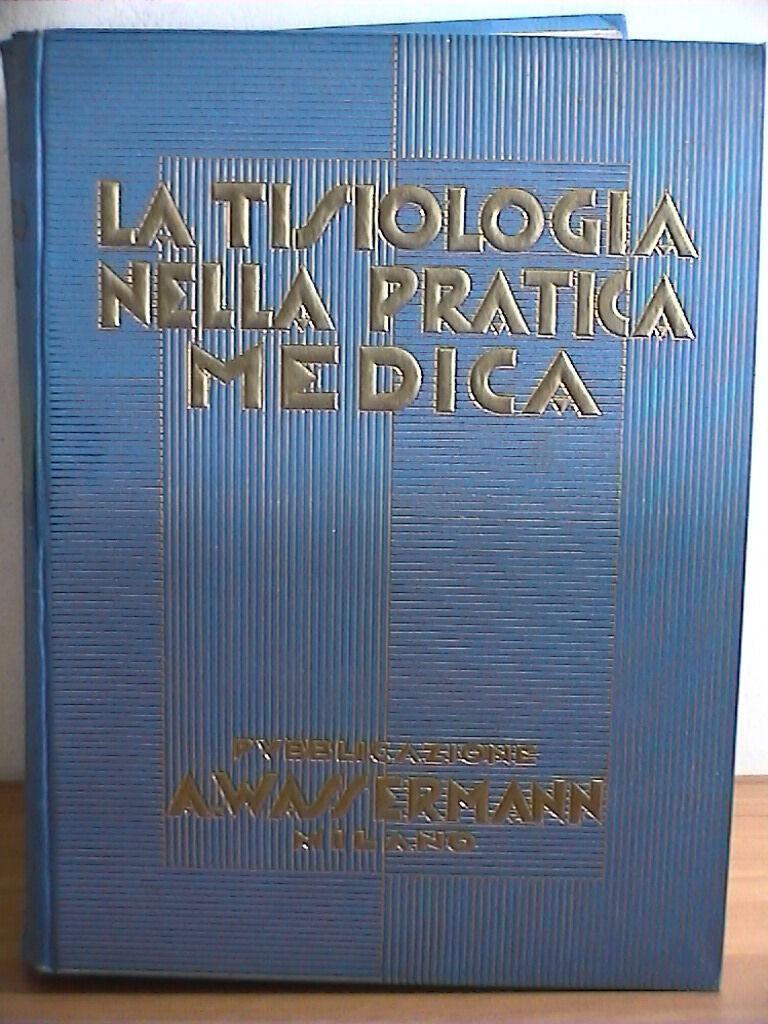 LA TISIOLOGIA
NELLA PRATICA
MEDICA
PVBBLICAZIONE
A.WASSERMANN
MILANO